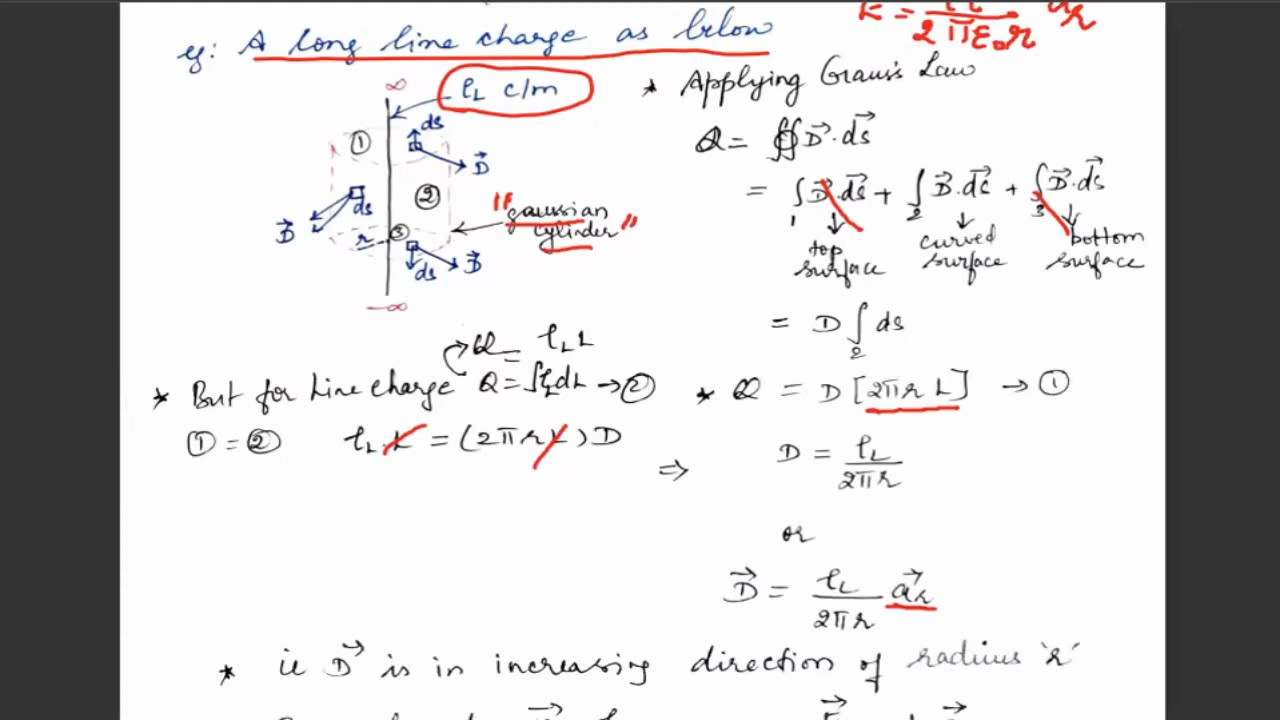 E = ρL / 2πε₀r ar
eg: A long line charge as below
∞
ρL c/m
* Applying Gauss's Law
①
ds
D⃗
Q = ∯ D⃗.ds⃗
②
ds
D⃗
"gaussian cylinder"
= ∫₁ D⃗.ds⃗ + ∫₂ D⃗.ds⃗ + ∫₃ D⃗.ds⃗
r
③
ds
D⃗
top surface
curved surface
bottom surface
-∞
= D ∫₂ ds
Q = ρL L
* But for Line charge Q = ∫ρL dL → ②
* Q = D [2πr L] → ①
① = ② ρL.L = (2πrL) D
⇒ D = ρL / 2πr
or
D⃗ = ρL / 2πr a⃗r
* ie D⃗ is in increasing direction of radius 'r'